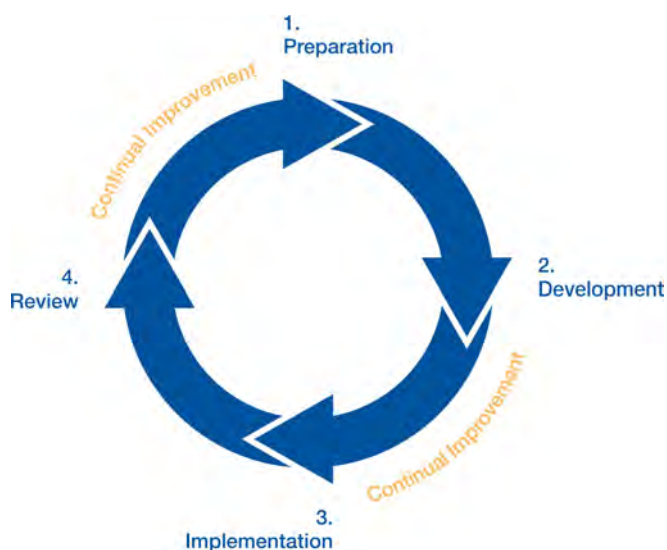 1.
Preparation
Continual Improvement
2.
Development
4.
Review
Continual Improvement
3.
Implementation